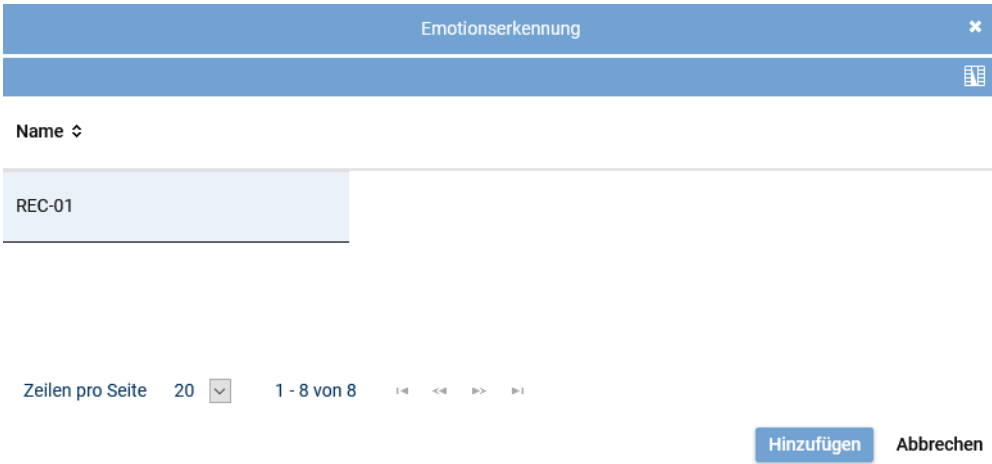 Emotionserkennung
Name
REC-01
Zeilen pro Seite 20 1 - 8 von 8
Hinzufügen Abbrechen